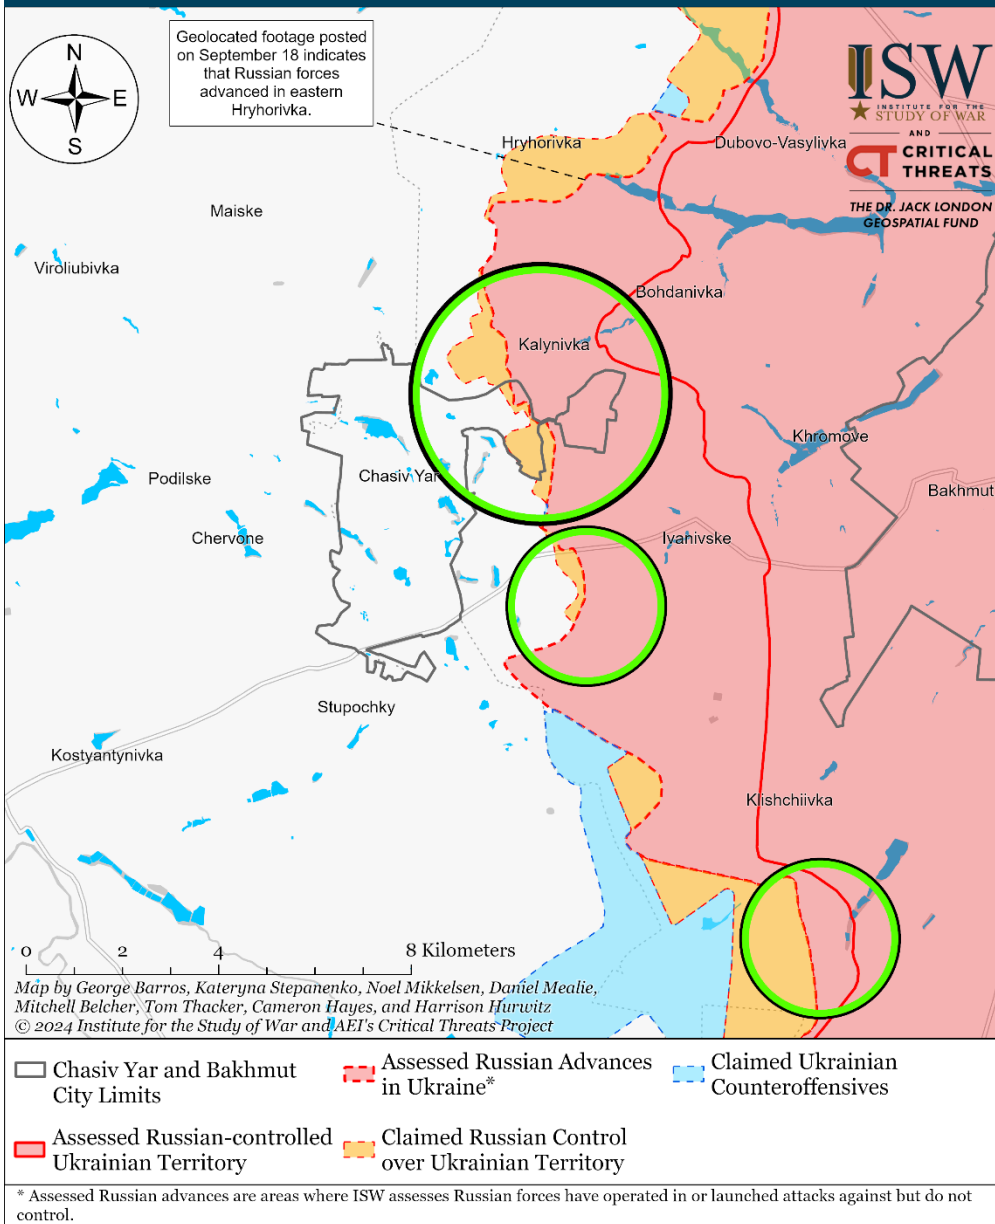 Geolocated footage posted
on September 18 indicates
that Russian forces
advanced in eastern
Hryhorivka.
N
W
E
S
ISW
INSTITUTE FOR THE
STUDY OF WAR
AND
CT CRITICAL
THREATS
THE DR. JACK LONDON
GEOSPATIAL FUND
Hryhorivka
Dubovo-Vasylivka
Maiske
Viroliubivka
Bohdanivka
Kalynivka
Khromove
Podilske
Chasiv Yar
Bakhmut
Chervone
Ivanivske
Stupochky
Kostyantynivka
Klishchiivka
0 2 4 8 Kilometers
Map by George Barros, Kateryna Stepanenko, Noel Mikkelsen, Daniel Mealie,
Mitchell Belcher, Tom Thacker, Cameron Hayes, and Harrison Hurwitz
© 2024 Institute for the Study of War and AEI's Critical Threats Project
Chasiv Yar and Bakhmut
City Limits
Assessed Russian Advances
in Ukraine*
Claimed Ukrainian
Counteroffensives
Assessed Russian-controlled
Ukrainian Territory
Claimed Russian Control
over Ukrainian Territory
* Assessed Russian advances are areas where ISW assesses Russian forces have operated in or launched attacks against but do not
control.